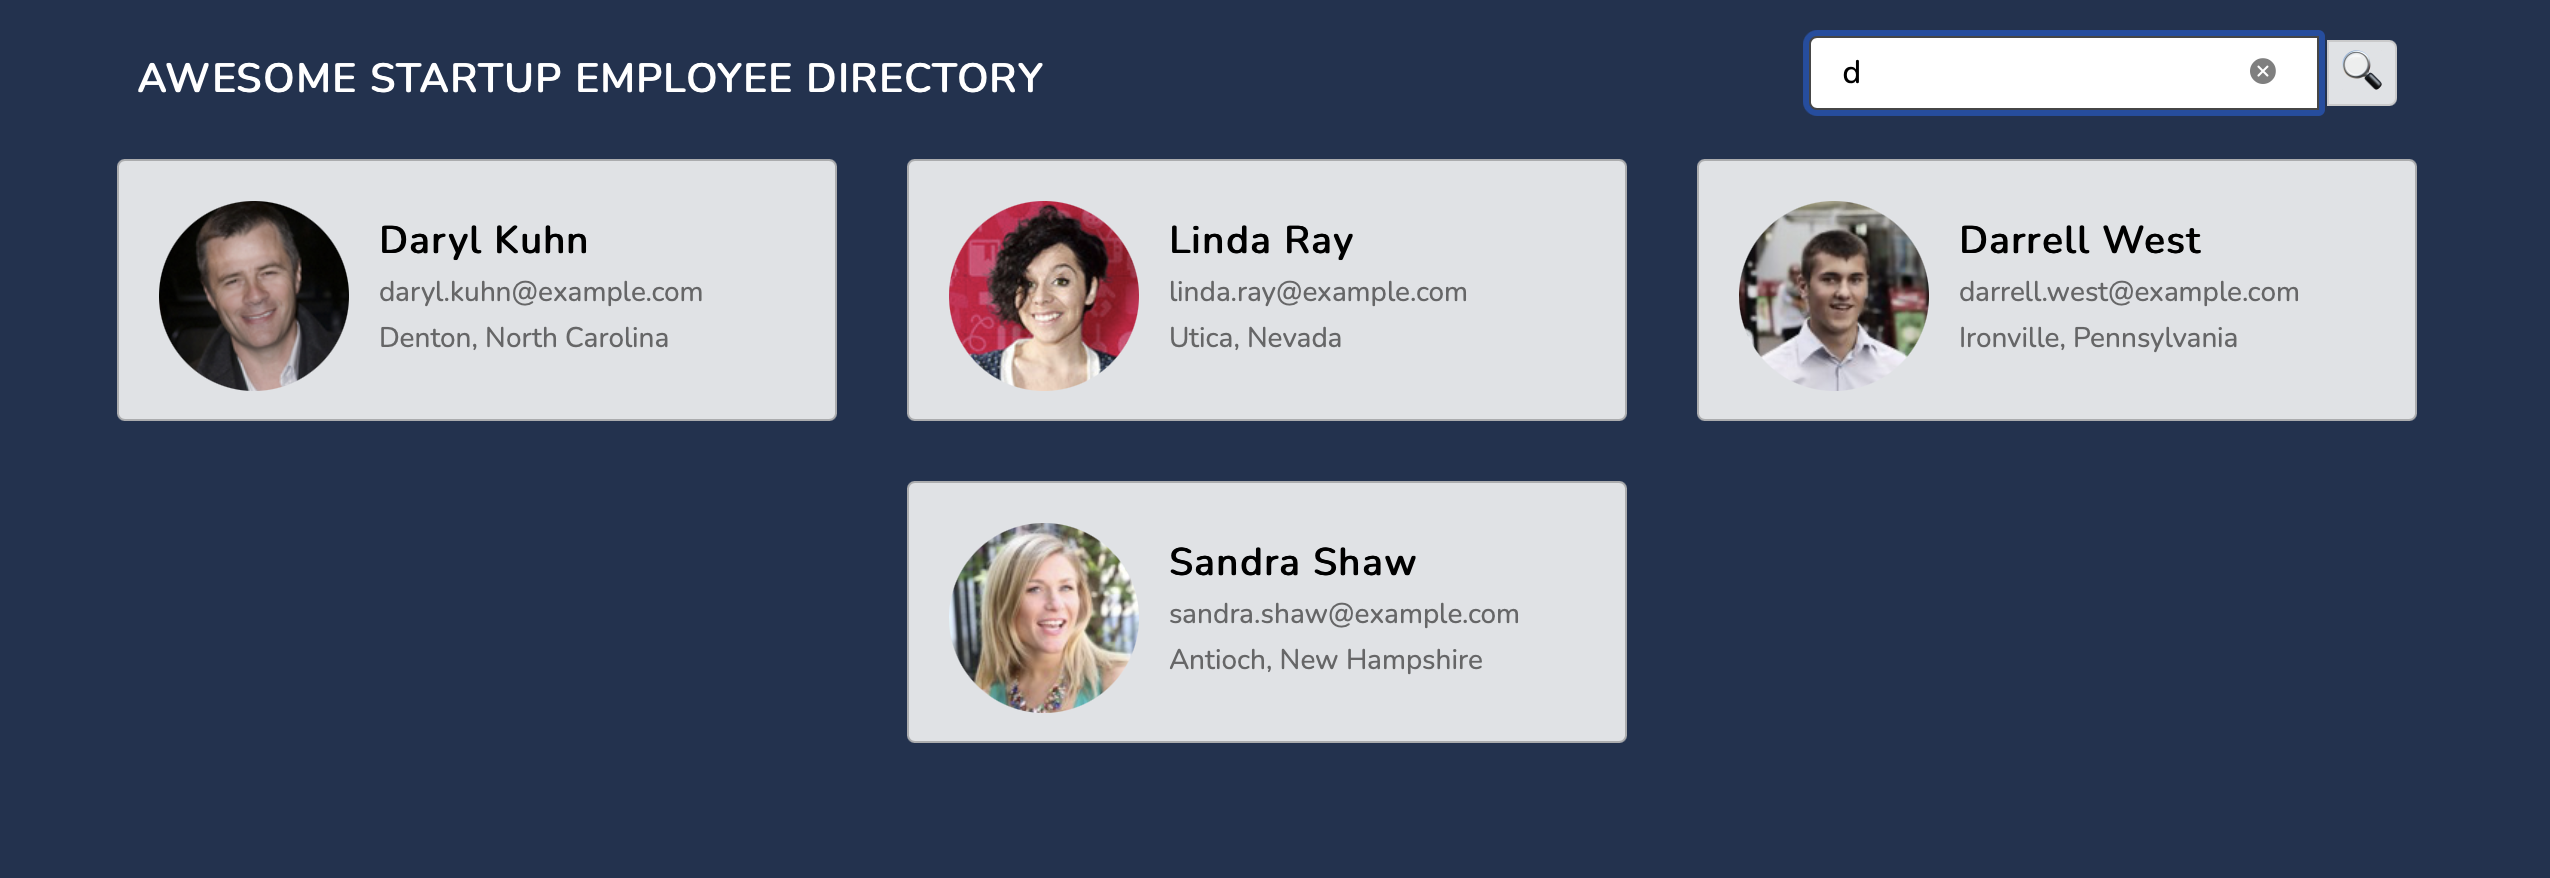 AWESOME STARTUP EMPLOYEE DIRECTORY
d
Daryl Kuhn
daryl.kuhn@example.com
Denton, North Carolina
Linda Ray
linda.ray@example.com
Utica, Nevada
Darrell West
darrell.west@example.com
Ironville, Pennsylvania
Sandra Shaw
sandra.shaw@example.com
Antioch, New Hampshire